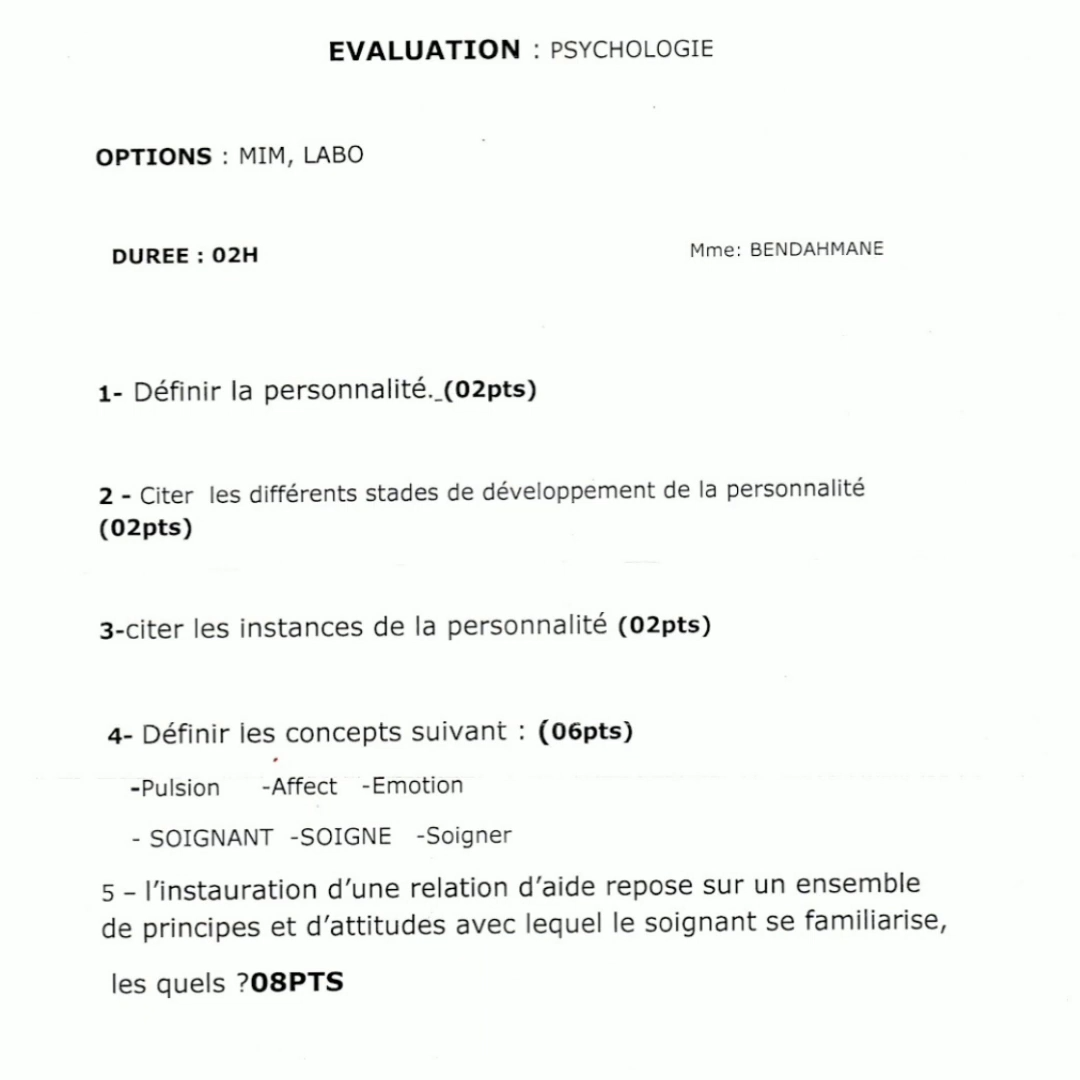 EVALUATION : PSYCHOLOGIE
OPTIONS : MIM, LABO
DUREE : 02H
Mme: BENDAHMANE
1- Définir la personnalité. (02pts)
2 - Citer les différents stades de développement de la personnalité
(02pts)
3-citer les instances de la personnalité (02pts)
4- Définir les concepts suivant : (06pts)
-Pulsion -Affect -Emotion
- SOIGNANT -SOIGNE -Soigner
5 – l'instauration d'une relation d'aide repose sur un ensemble
de principes et d'attitudes avec lequel le soignant se familiarise,
les quels ?08PTS